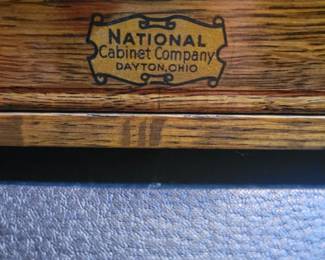 NATIONAL
Cabinet Company
DAYTON, OHIO